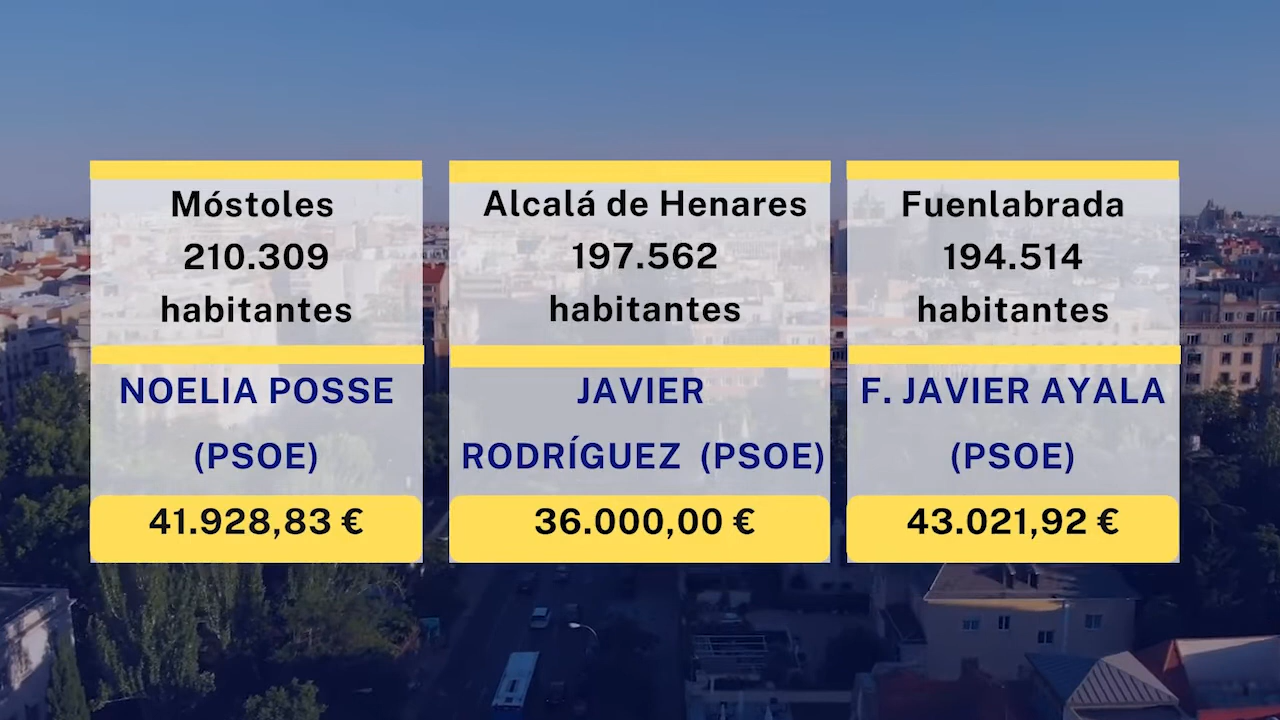 Móstoles
210.309
habitantes
NOELIA POSSE
(PSOE)
41.928,83 €
Alcalá de Henares
197.562
habitantes
JAVIER
RODRÍGUEZ (PSOE)
36.000,00 €
Fuenlabrada
194.514
habitantes
F. JAVIER AYALA
(PSOE)
43.021,92 €